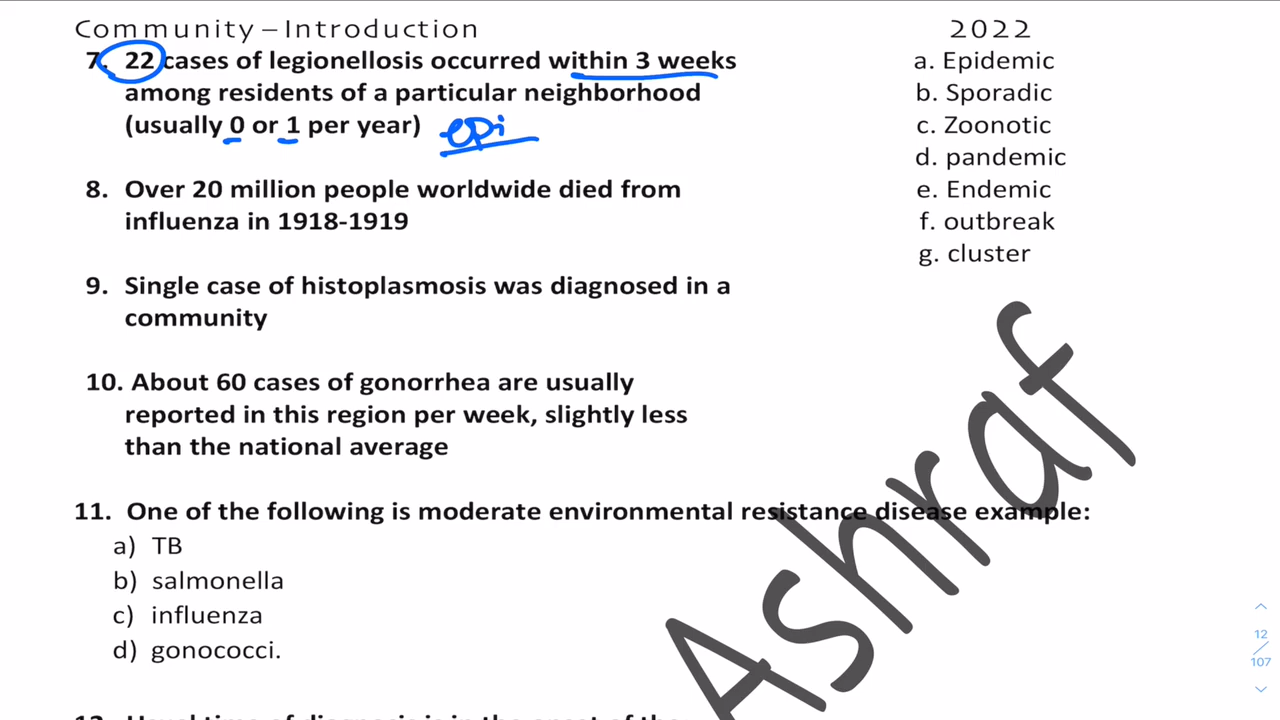 Community – Introduction 2022
7. 22 cases of legionellosis occurred within 3 weeks
among residents of a particular neighborhood
(usually 0 or 1 per year) epi
a. Epidemic
b. Sporadic
c. Zoonotic
d. pandemic
e. Endemic
f. outbreak
g. cluster
8. Over 20 million people worldwide died from
influenza in 1918-1919
9. Single case of histoplasmosis was diagnosed in a
community
10. About 60 cases of gonorrhea are usually
reported in this region per week, slightly less
than the national average
11. One of the following is moderate environmental resistance disease example:
a) TB
b) salmonella
c) influenza
d) gonococci.
Ashraf
12
107